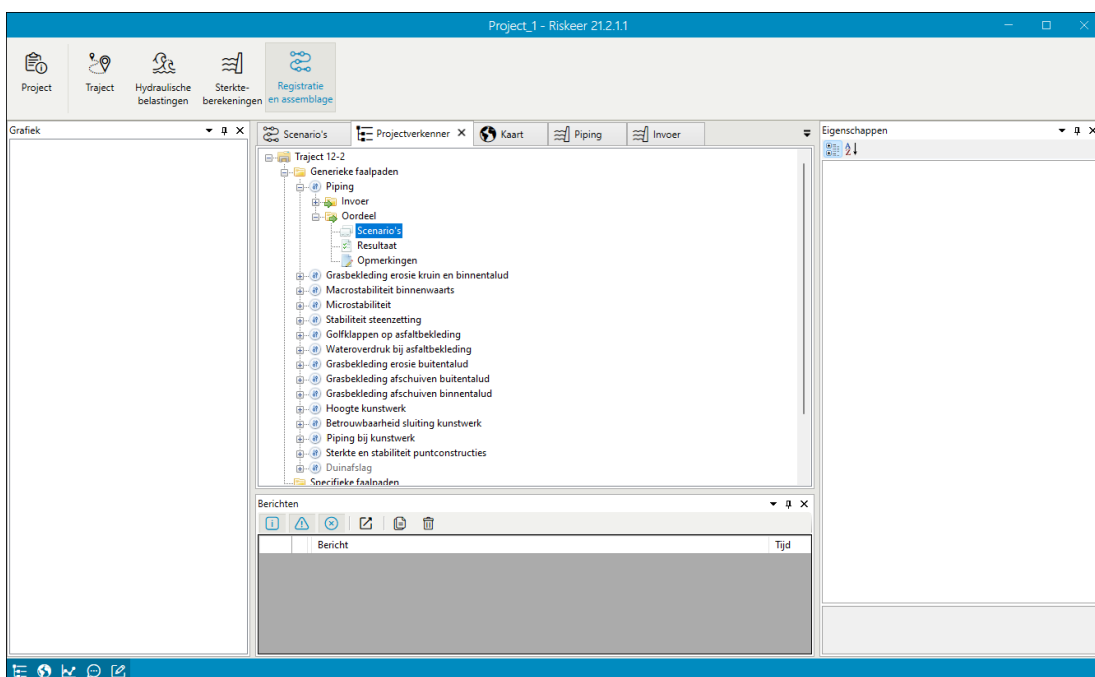 Project_1 - Riskeer 21.2.1.1
Project
Traject
Hydraulische
belastingen
Sterkte-
berekeningen
Registratie
en assemblage
Grafiek
Scenario's
Projectverkenner
Kaart
Piping
Invoer
Eigenschappen
Traject 12-2
Generieke faalpaden
Piping
Invoer
Oordeel
Scenario's
Resultaat
Opmerkingen
Grasbekleding erosie kruin en binnentalud
Macrostabiliteit binnenwaarts
Microstabiliteit
Stabiliteit steenzetting
Golfklappen op asfaltbekleding
Wateroverdruk bij asfaltbekleding
Grasbekleding erosie buitentalud
Grasbekleding afschuiven buitentalud
Grasbekleding afschuiven binnentalud
Hoogte kunstwerk
Betrouwbaarheid sluiting kunstwerk
Piping bij kunstwerk
Sterkte en stabiliteit puntconstructies
Duinafslag
Specifieke faalpaden
Berichten
Bericht
Tijd